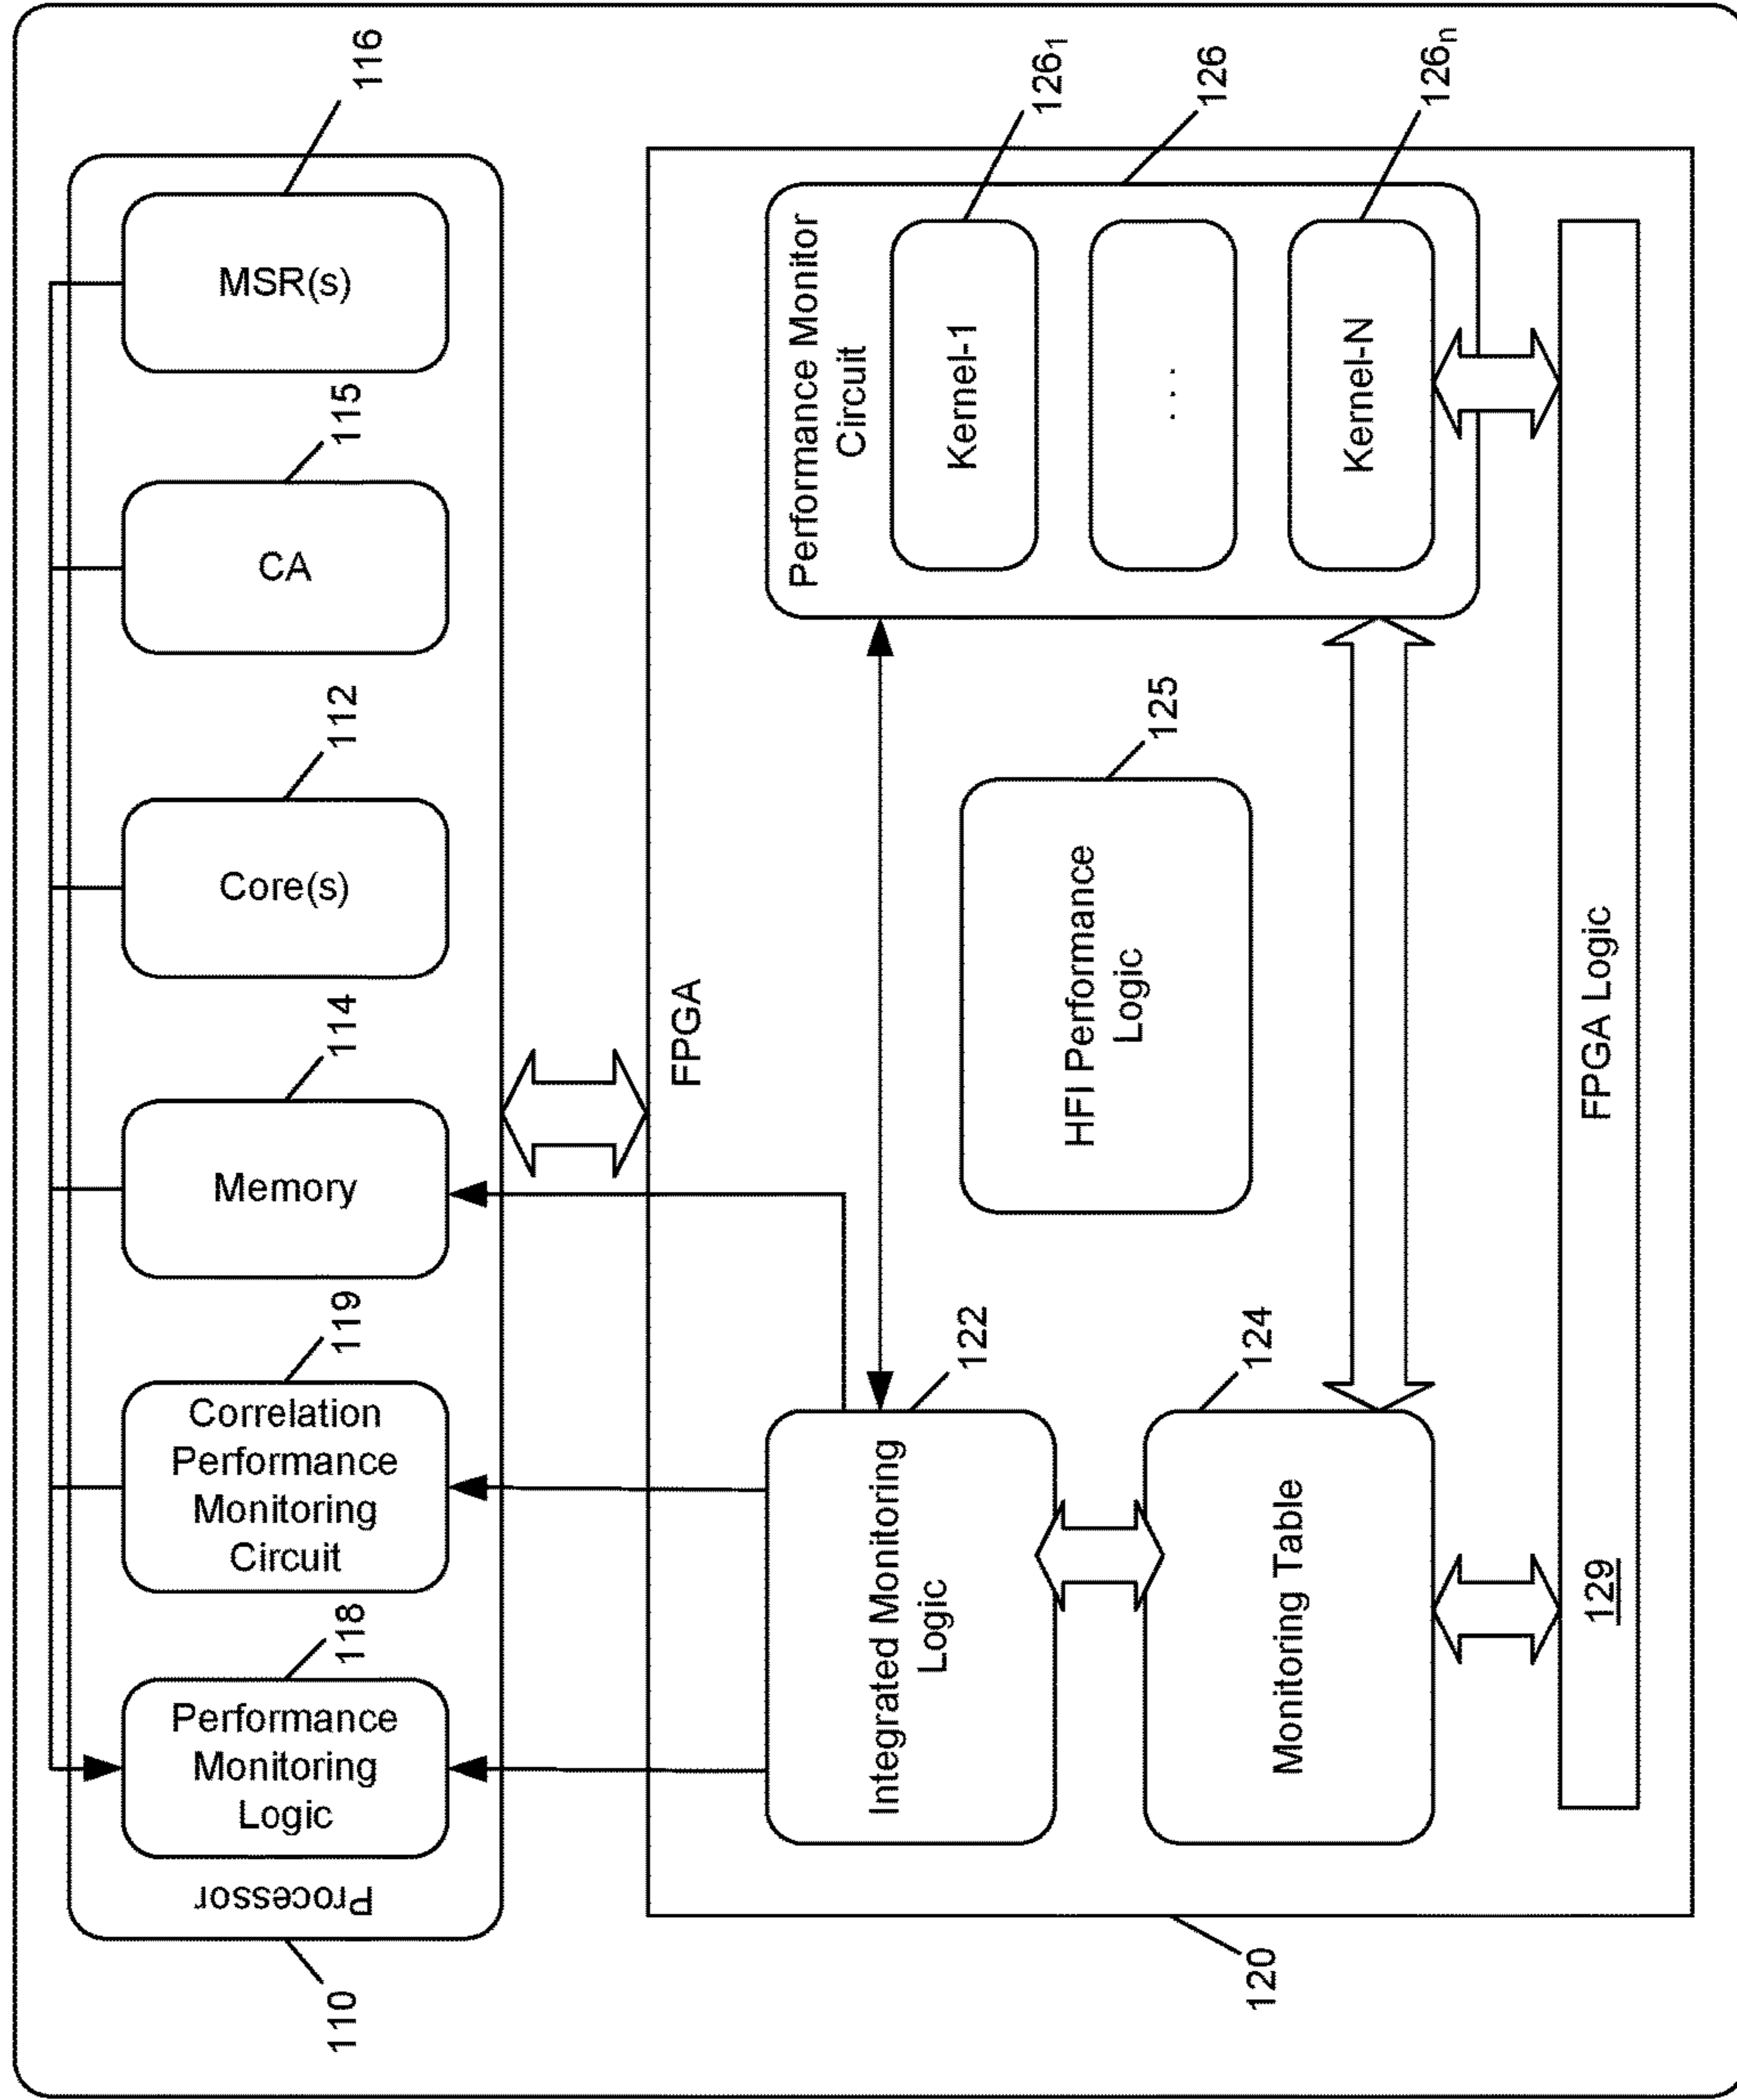 116
115
112
114
119
118
110
MSR(s)
CA
Core(s)
Memory
Correlation
Performance
Monitoring
Circuit
Performance
Monitoring
Logic
Processor
FPGA
126₁
126
126ₙ
Performance Monitor
Circuit
Kernel-1
. . .
Kernel-N
125
HFI Performance
Logic
122
Integrated Monitoring
Logic
124
Monitoring Table
FPGA Logic
129
120